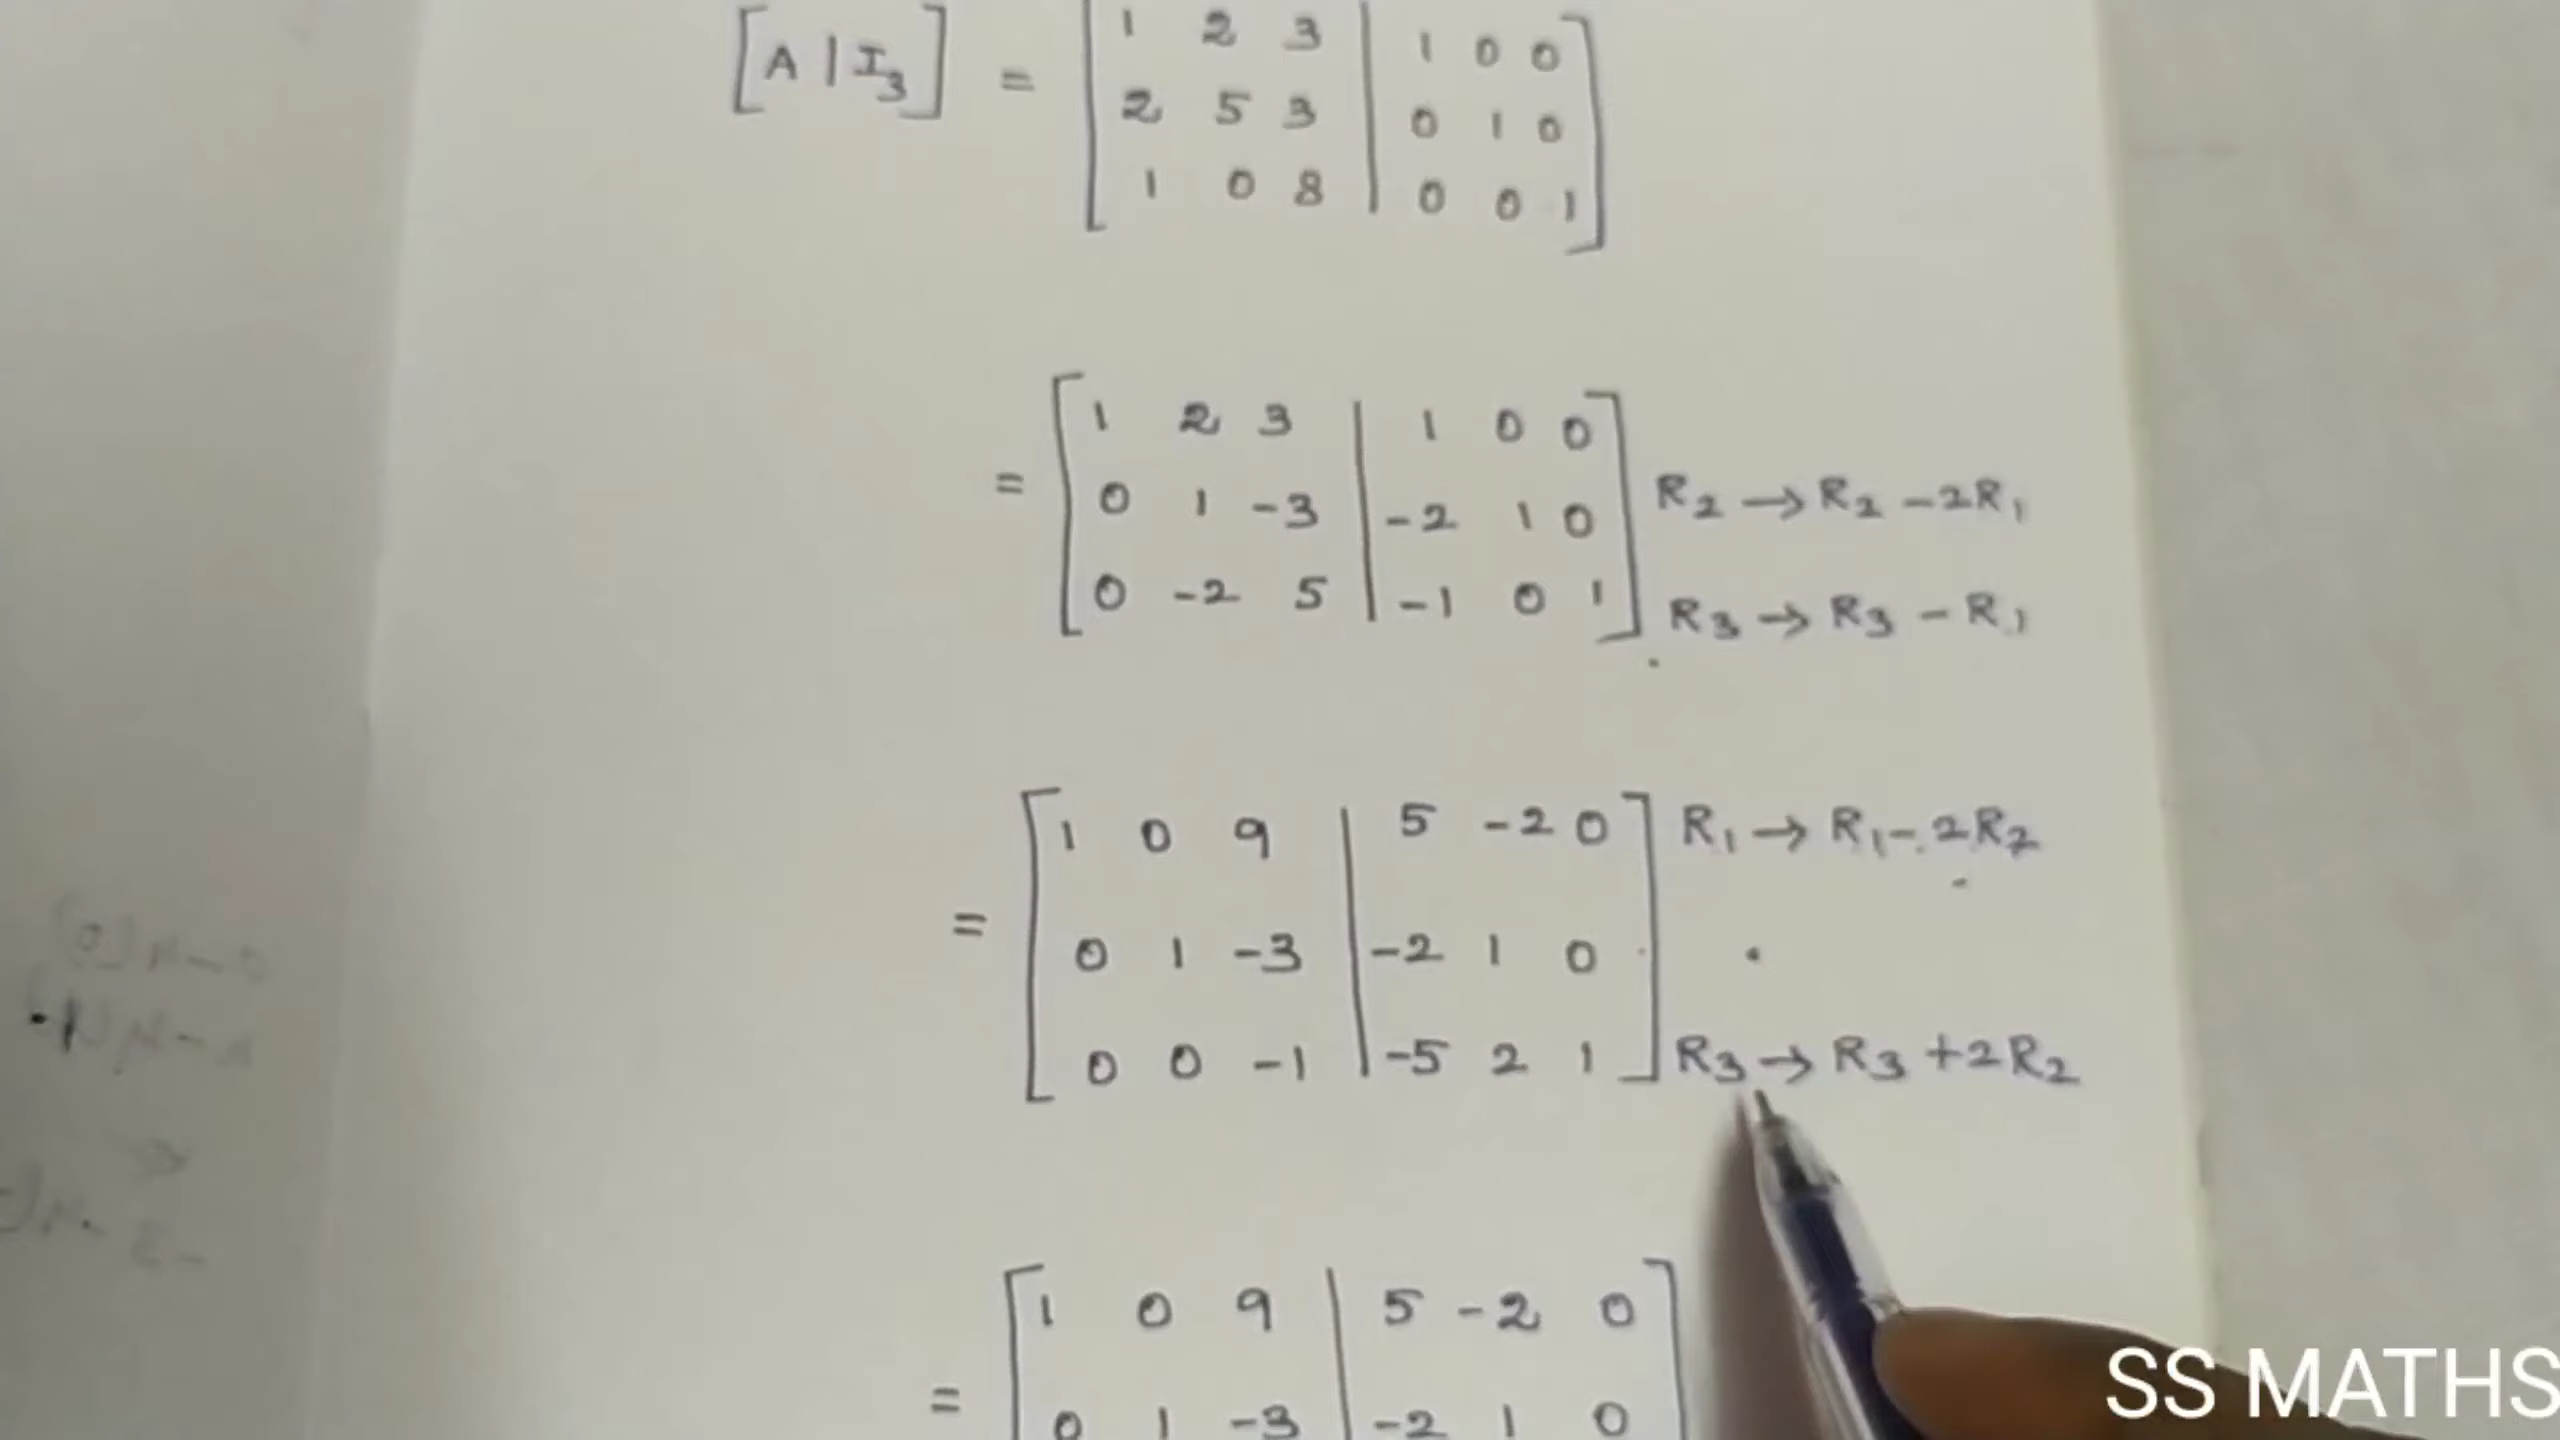 [A | I₃] = [1 2 3 | 1 0 0
2 5 3 | 0 1 0
1 0 8 | 0 0 1]
= [1 2 3 | 1 0 0
0 1 -3 | -2 1 0] R₂ → R₂ - 2R₁
0 -2 5 | -1 0 1] R₃ → R₃ - R₁
= [1 0 9 | 5 -2 0] R₁ → R₁ - 2R₂
0 1 -3 | -2 1 0
0 0 -1 | -5 2 1] R₃ → R₃ + 2R₂
= [1 0 9 | 5 -2 0]
0 1 -3 | -2 1 0
SS MATHS